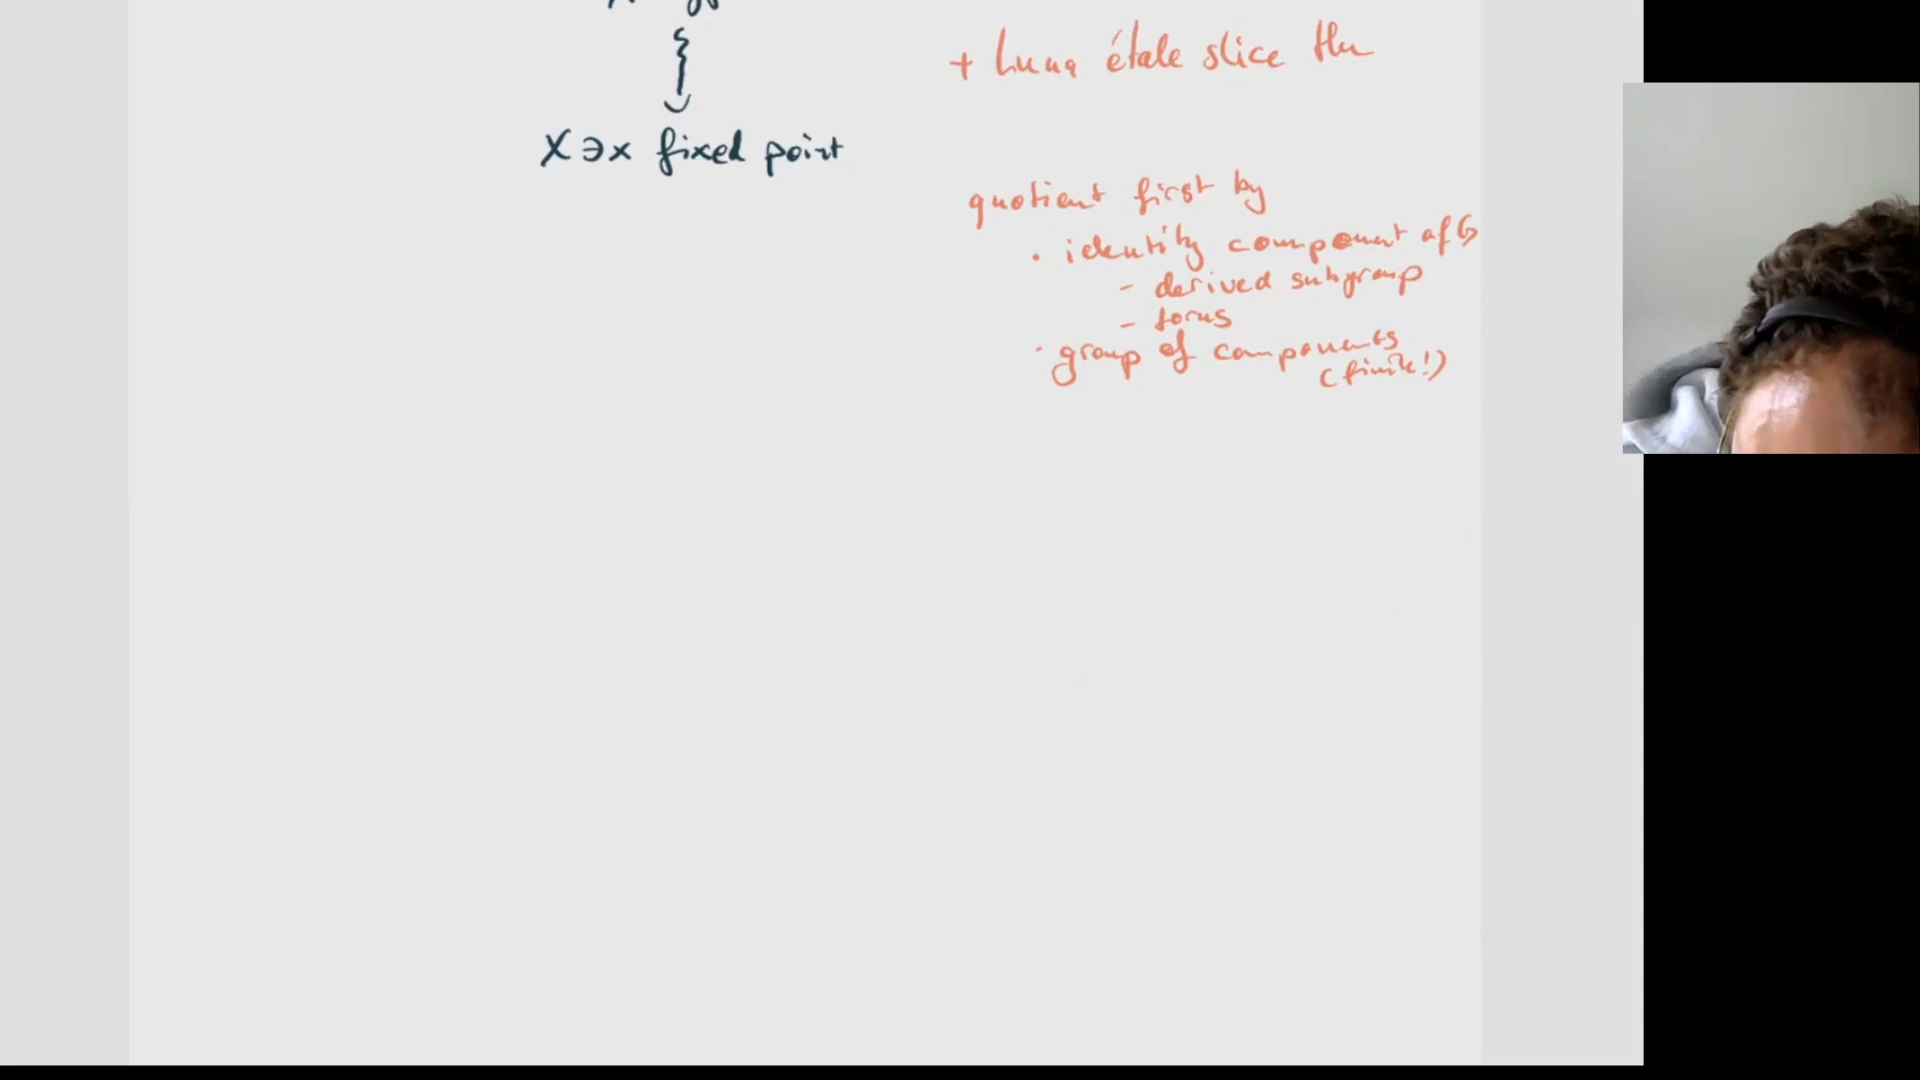 + Luna étale slice thm
X ∋ x fixed point
quotient first by
• identity component of G
- derived subgroup
- torus
• group of components
(finite!)